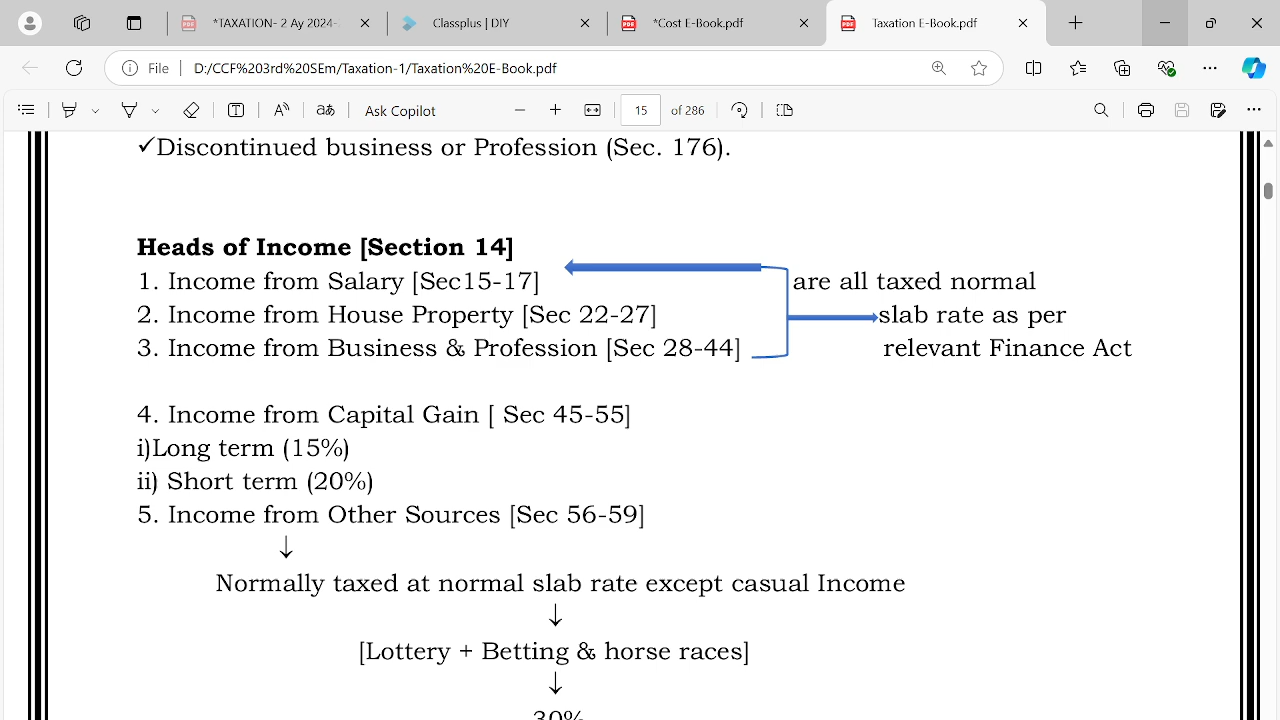 *TAXATION- 2 Ay 2024-
Classplus | DIY
*Cost E-Book.pdf
Taxation E-Book.pdf
File | D:/CCF%203rd%20SEm/Taxation-1/Taxation%20E-Book.pdf
Ask Copilot
15 of 286
✓Discontinued business or Profession (Sec. 176).
Heads of Income [Section 14]
1. Income from Salary [Sec15-17] are all taxed normal
2. Income from House Property [Sec 22-27] slab rate as per
3. Income from Business & Profession [Sec 28-44] relevant Finance Act
4. Income from Capital Gain [ Sec 45-55]
i)Long term (15%)
ii) Short term (20%)
5. Income from Other Sources [Sec 56-59]
↓
Normally taxed at normal slab rate except casual Income
↓
[Lottery + Betting & horse races]
↓
30%